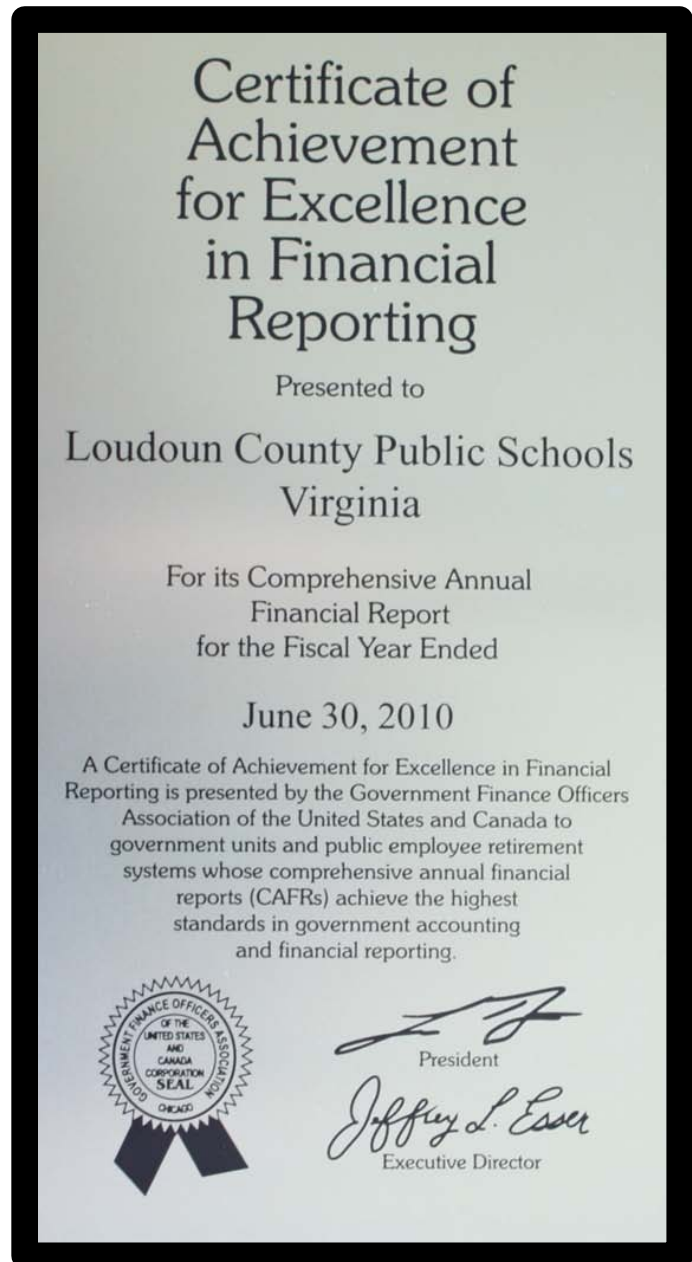 Certificate of
Achievement
for Excellence
in Financial
Reporting
Presented to
Loudoun County Public Schools
Virginia
For its Comprehensive Annual
Financial Report
for the Fiscal Year Ended
June 30, 2010
A Certificate of Achievement for Excellence in Financial
Reporting is presented by the Government Finance Officers
Association of the United States and Canada to
government units and public employee retirement
systems whose comprehensive annual financial
reports (CAFRs) achieve the highest
standards in government accounting
and financial reporting.
GOVERNMENT FINANCE OFFICERS ASSOCIATION
OF THE
UNITED STATES
AND
CANADA
CORPORATION
SEAL
CHICAGO
President
Jeffrey L. Esser
Executive Director